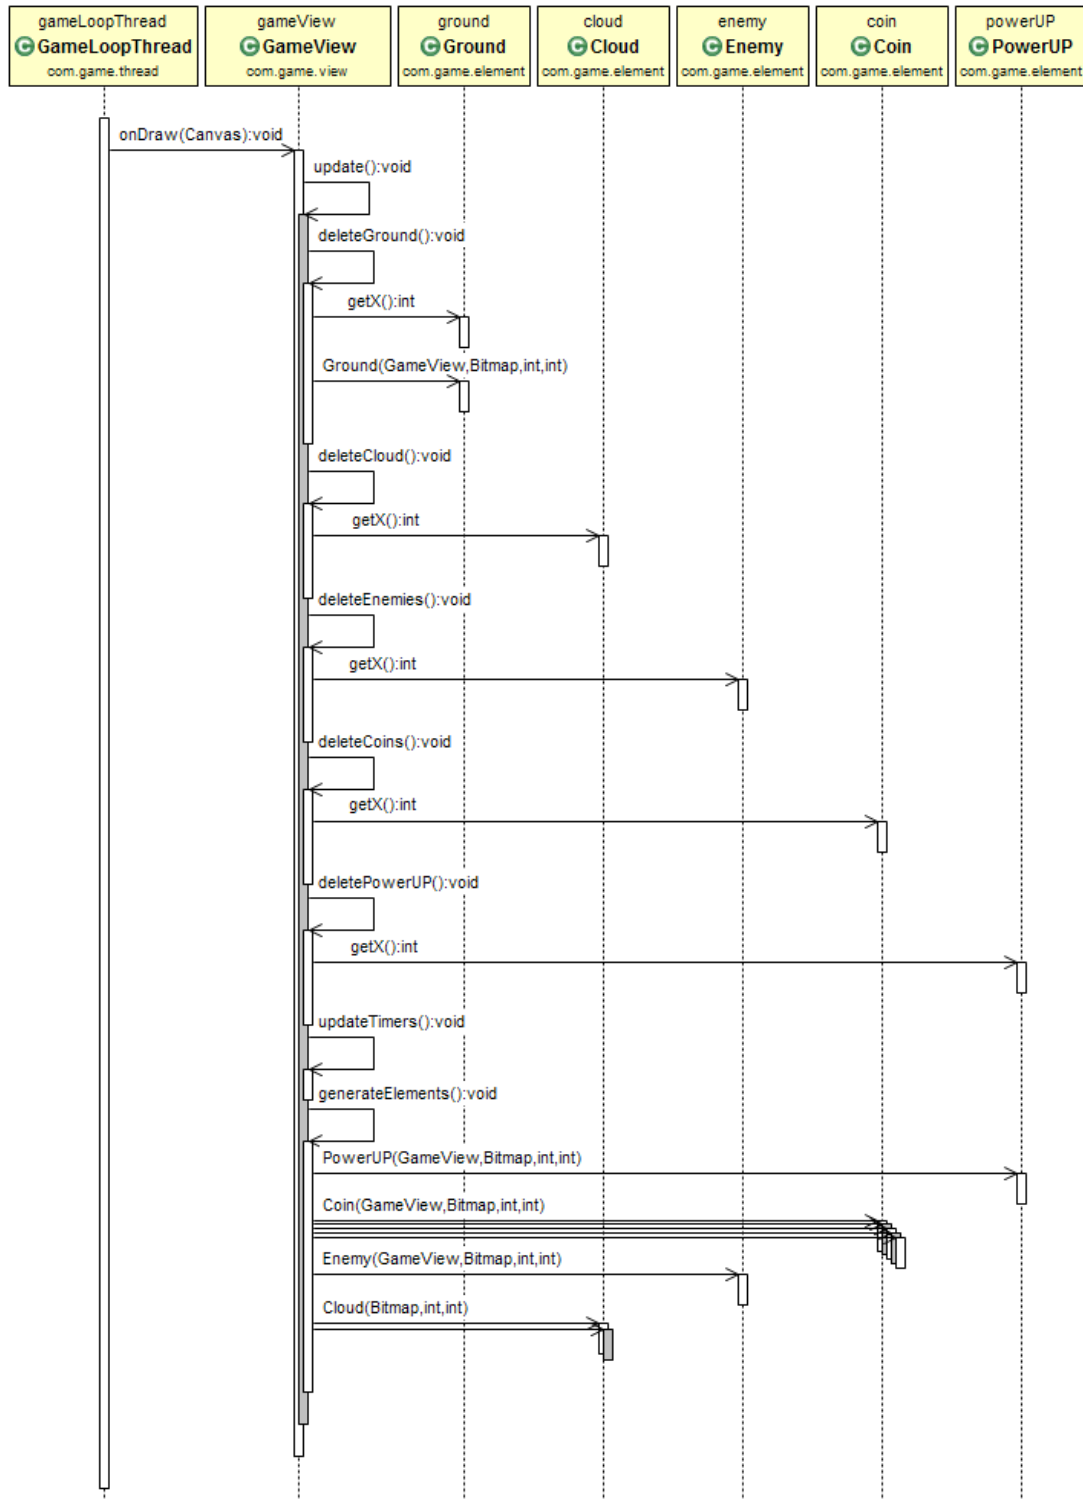 gameLoopThread
GameLoopThread
com.game.thread
gameView
GameView
com.game.view
ground
Ground
com.game.element
cloud
Cloud
com.game.element
enemy
Enemy
com.game.element
coin
Coin
com.game.element
powerUP
PowerUP
com.game.element
onDraw(Canvas):void
update():void
deleteGround():void
getX():int
Ground(GameView,Bitmap,int,int)
deleteCloud():void
getX():int
deleteEnemies():void
getX():int
deleteCoins():void
getX():int
deletePowerUP():void
getX():int
updateTimers():void
generateElements():void
PowerUP(GameView,Bitmap,int,int)
Coin(GameView,Bitmap,int,int)
Enemy(GameView,Bitmap,int,int)
Cloud(Bitmap,int,int)